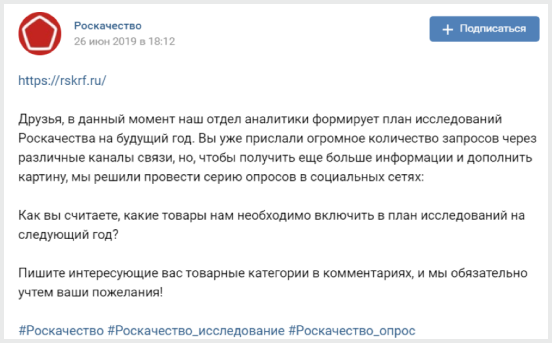 Роскачество
26 июн 2019 в 18:12
+ Подписаться
https://rskrf.ru/
Друзья, в данный момент наш отдел аналитики формирует план исследований
Роскачества на будущий год. Вы уже прислали огромное количество запросов через
различные каналы связи, но, чтобы получить еще больше информации и дополнить
картину, мы решили провести серию опросов в социальных сетях:
Как вы считаете, какие товары нам необходимо включить в план исследований на
следующий год?
Пишите интересующие вас товарные категории в комментариях, и мы обязательно
учтем ваши пожелания!
#Роскачество #Роскачество_исследование #Роскачество_опрос